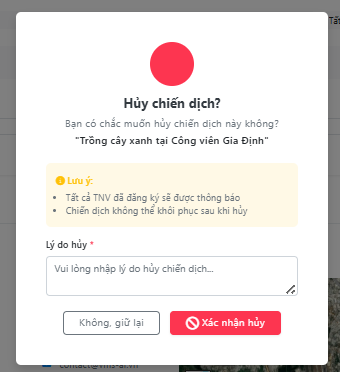 Tất
Hủy chiến dịch?
Bạn có chắc muốn hủy chiến dịch này không?
"Trồng cây xanh tại Công viên Gia Định"
Lưu ý:
• Tất cả TNV đã đăng ký sẽ được thông báo
• Chiến dịch không thể khôi phục sau khi hủy
Lý do hủy *
Vui lòng nhập lý do hủy chiến dịch...
Không, giữ lại
Xác nhận hủy